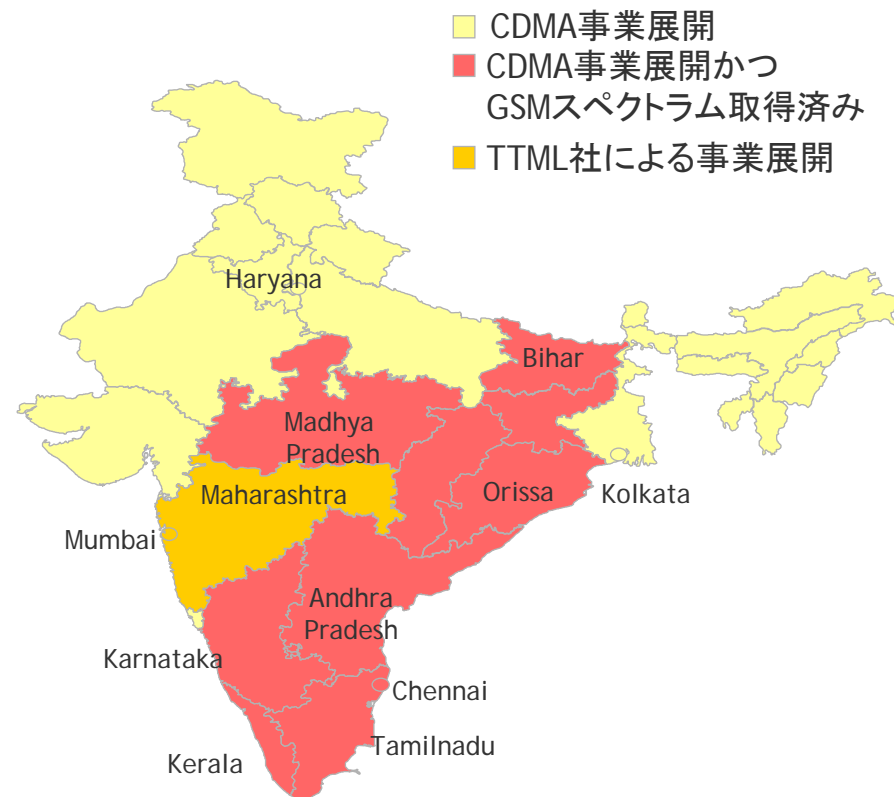 CDMA事業展開
CDMA事業展開かつ
GSMスペクトラム取得済み
TTML社による事業展開
Haryana
Bihar
Madhya
Pradesh
Maharashtra
Orissa
Kolkata
Mumbai
Andhra
Pradesh
Karnataka
Chennai
Tamilnadu
Kerala